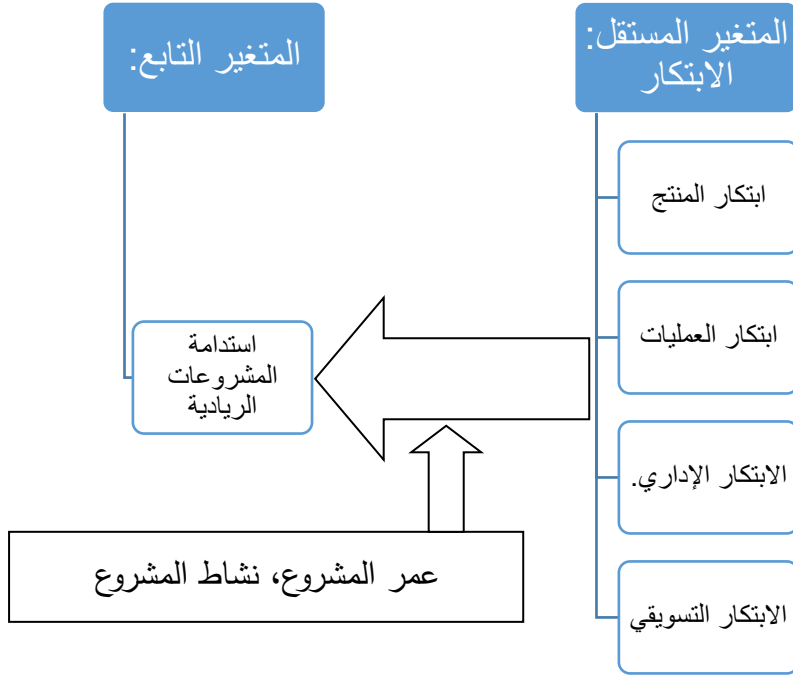 المتغير المستقل:
الابتكار
ابتكار المنتج
ابتكار العمليات
الابتكار الإداري.
الابتكار التسويقي
المتغير التابع:
استدامة
المشروعات
الريادية
عمر المشروع، نشاط المشروع